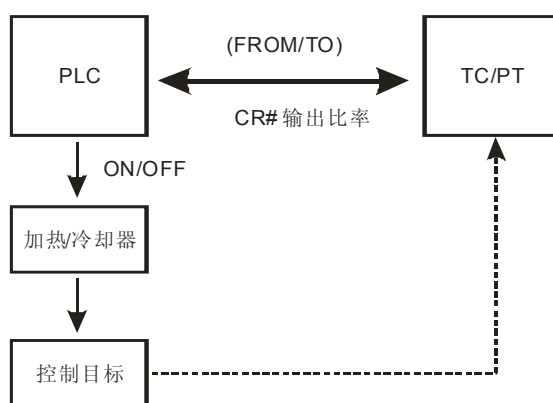 PLC
(FROM/TO)
TC/PT
CR# 输出比率
ON/OFF
加热/冷却器
控制目标